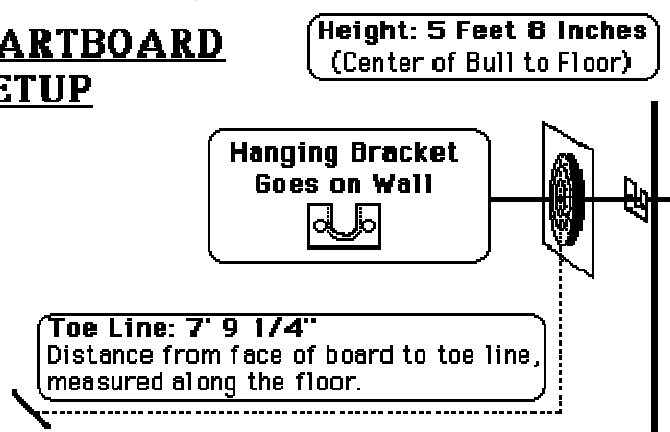 ARTBOARD
ETUP
Height: 5 Feet 8 Inches
(Center of Bull to Floor)
Hanging Bracket
Goes on Wall
Toe Line: 7' 9 1/4"
Distance from face of board to toe line,
measured along the floor.